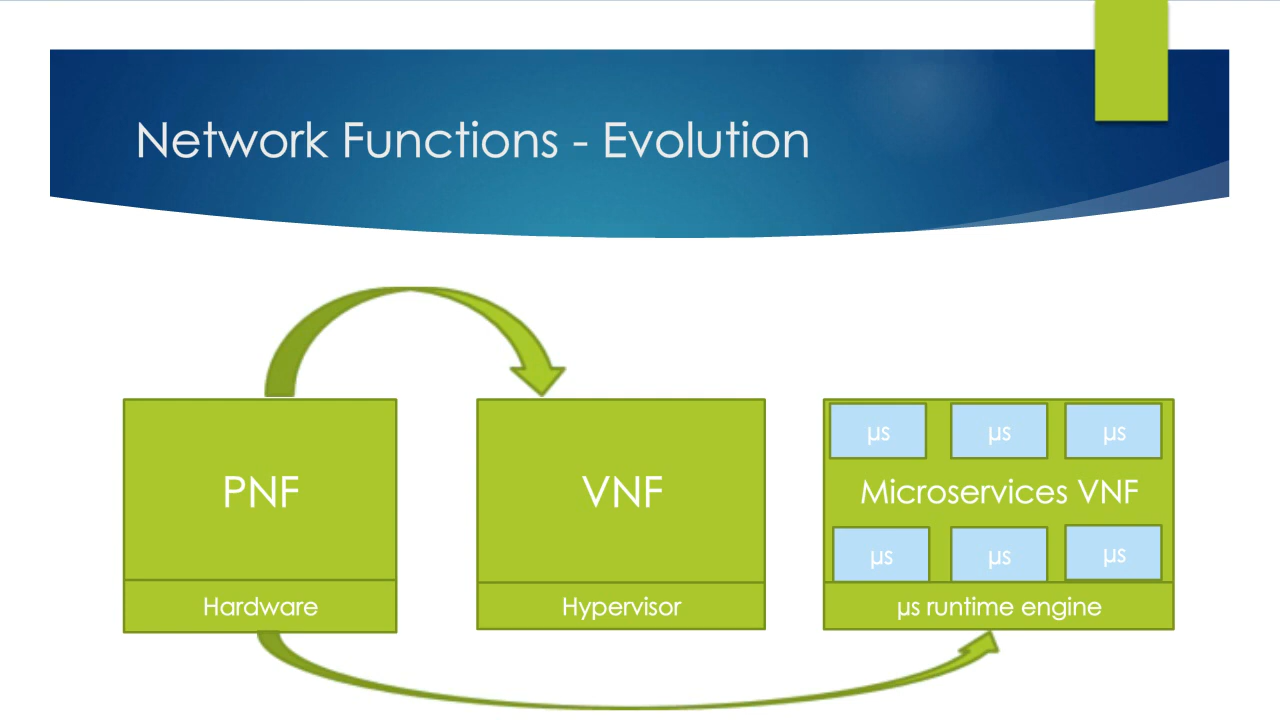 Network Functions - Evolution
PNF
Hardware
VNF
Hypervisor
µs
µs
µs
Microservices VNF
µs
µs
µs
µs runtime engine